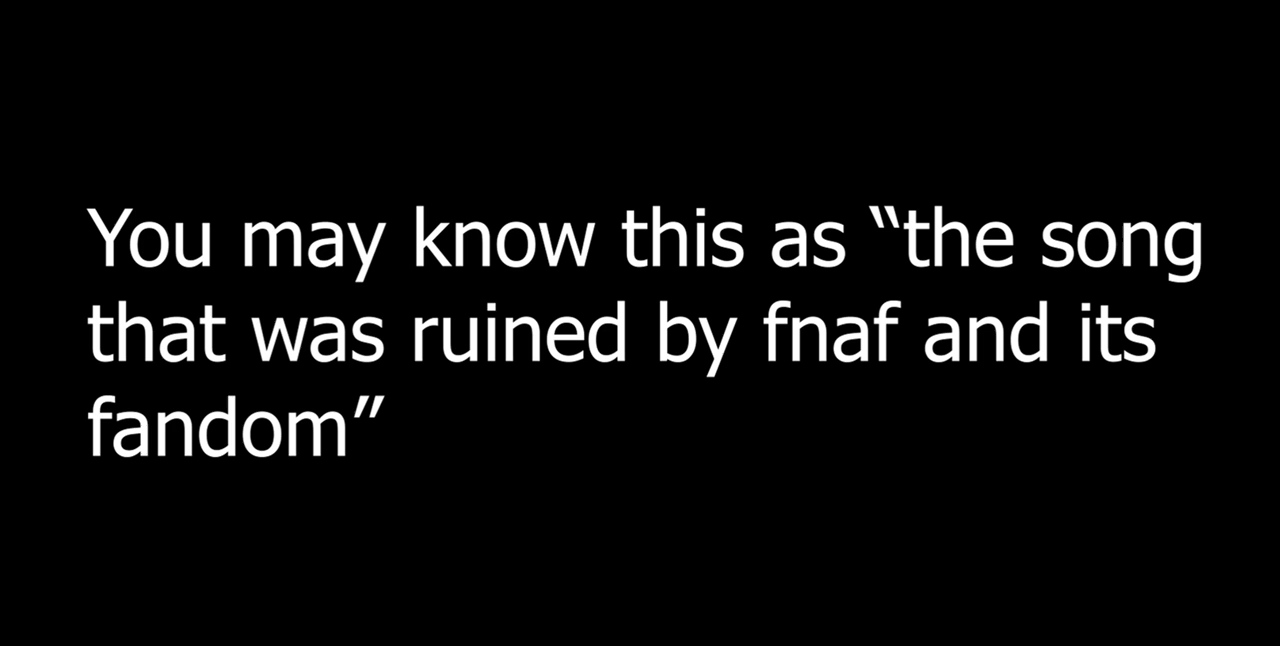 You may know this as “the song
that was ruined by fnaf and its
fandom”